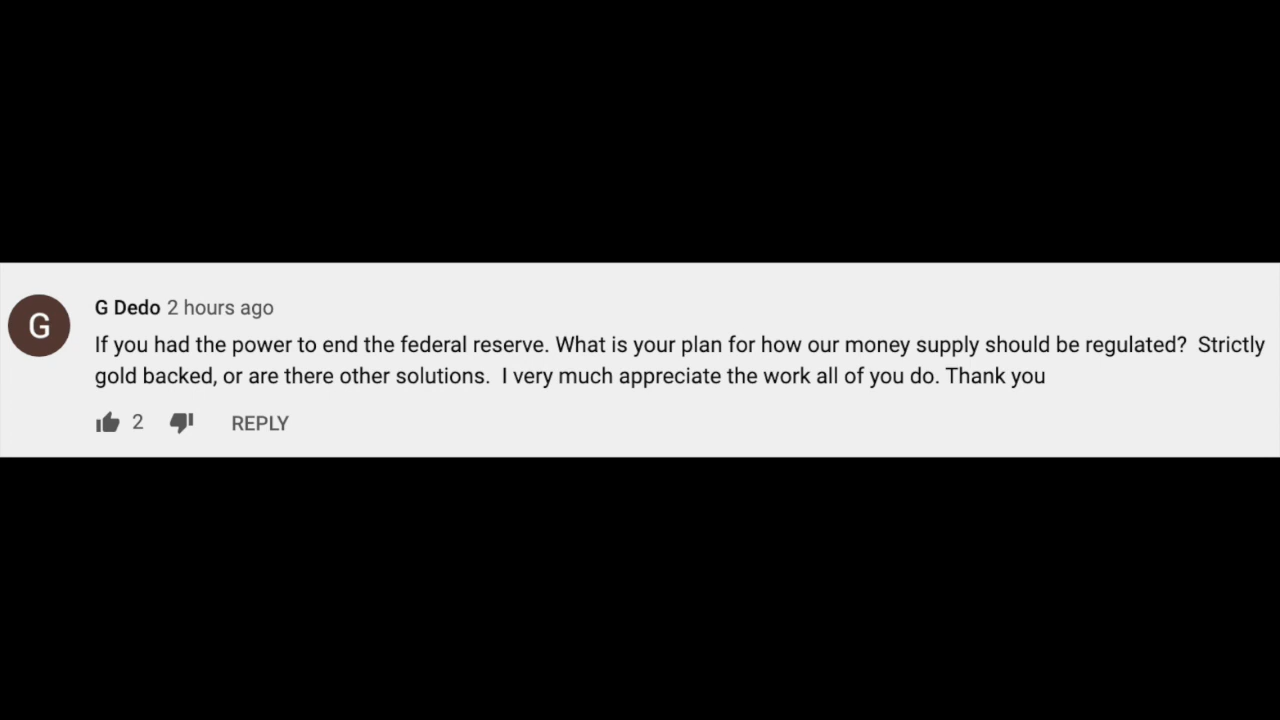 G
G Dedo 2 hours ago
If you had the power to end the federal reserve. What is your plan for how our money supply should be regulated?  Strictly
gold backed, or are there other solutions.  I very much appreciate the work all of you do. Thank you
2 REPLY